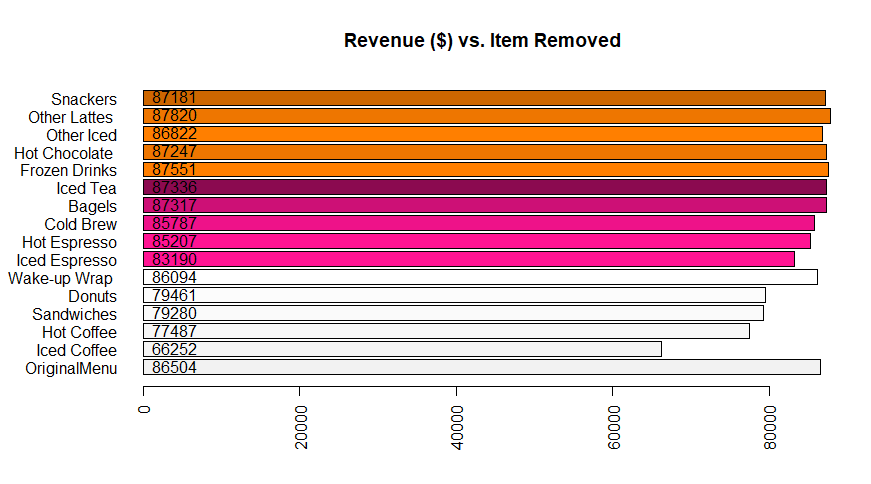 Revenue ($) vs. Item Removed
Snackers 87181
Other Lattes 87820
Other Iced 86822
Hot Chocolate 87247
Frozen Drinks 87551
Iced Tea 87336
Bagels 87317
Cold Brew 85787
Hot Espresso 85207
Iced Espresso 83190
Wake-up Wrap 86094
Donuts 79461
Sandwiches 79280
Hot Coffee 77487
Iced Coffee 66252
OriginalMenu 86504
0 20000 40000 60000 80000